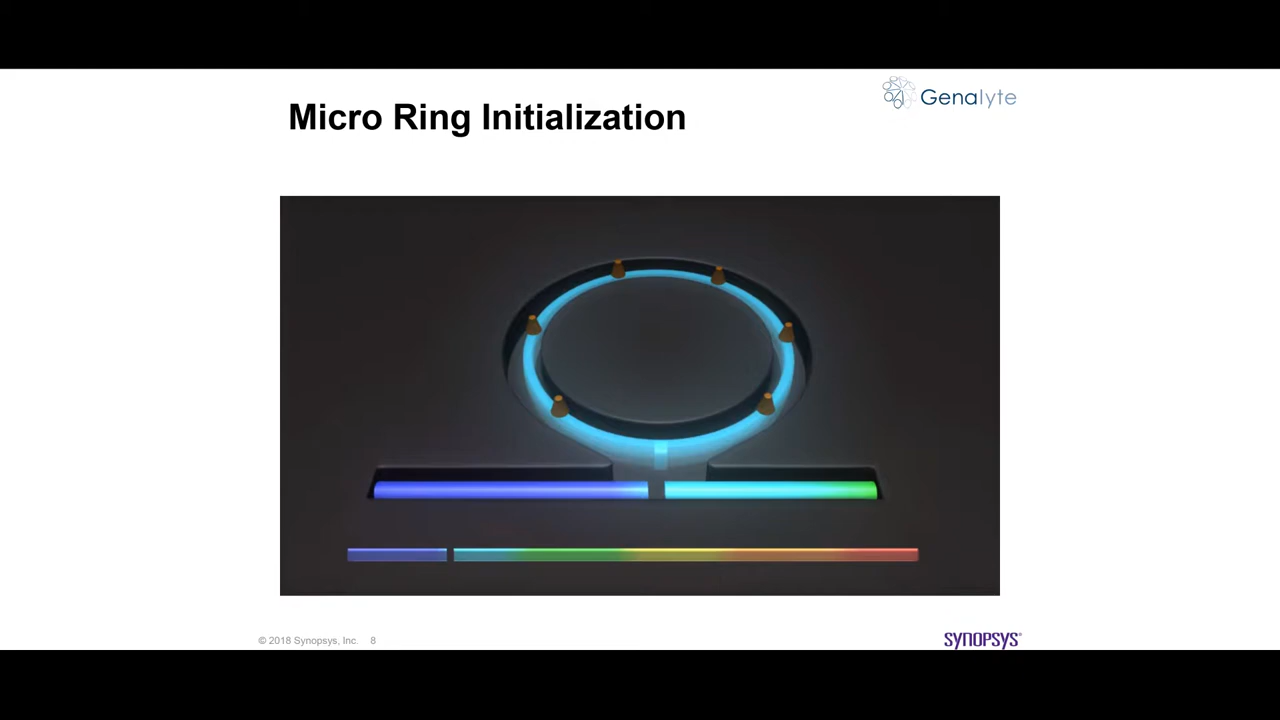 Genalyte
Micro Ring Initialization
© 2018 Synopsys, Inc. 8
SYNOPSYS®